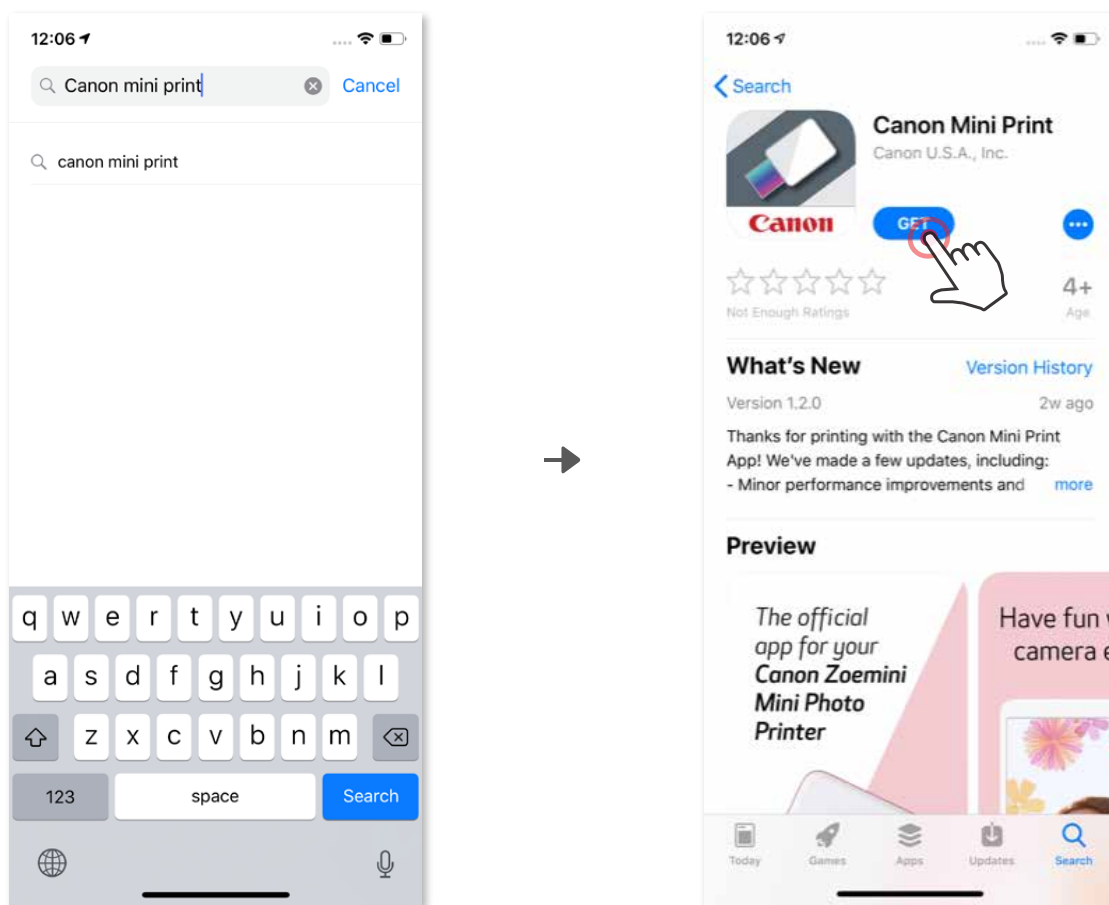 12:06
Canon mini print
Cancel
canon mini print
q w e r t y u i o p
a s d f g h j k l
z x c v b n m
123
space
Search
12:06
Search
Canon Mini Print
Canon U.S.A., Inc.
Canon
GET
Not Enough Ratings
4+
Age
What's New
Version History
Version 1.2.0
2w ago
Thanks for printing with the Canon Mini Print
App! We've made a few updates, including:
- Minor performance improvements and
more
Preview
The official
app for your
Canon Zoemini
Mini Photo
Printer
Have fun
camera e
Today
Games
Apps
Updates
Search